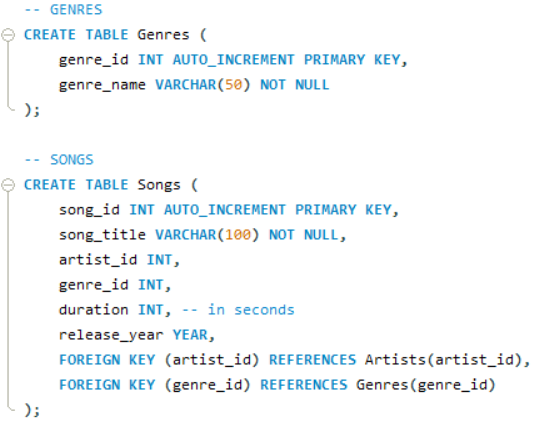 -- GENRES
CREATE TABLE Genres (
genre_id INT AUTO_INCREMENT PRIMARY KEY,
genre_name VARCHAR(50) NOT NULL
);
-- SONGS
CREATE TABLE Songs (
song_id INT AUTO_INCREMENT PRIMARY KEY,
song_title VARCHAR(100) NOT NULL,
artist_id INT,
genre_id INT,
duration INT, -- in seconds
release_year YEAR,
FOREIGN KEY (artist_id) REFERENCES Artists(artist_id),
FOREIGN KEY (genre_id) REFERENCES Genres(genre_id)
);